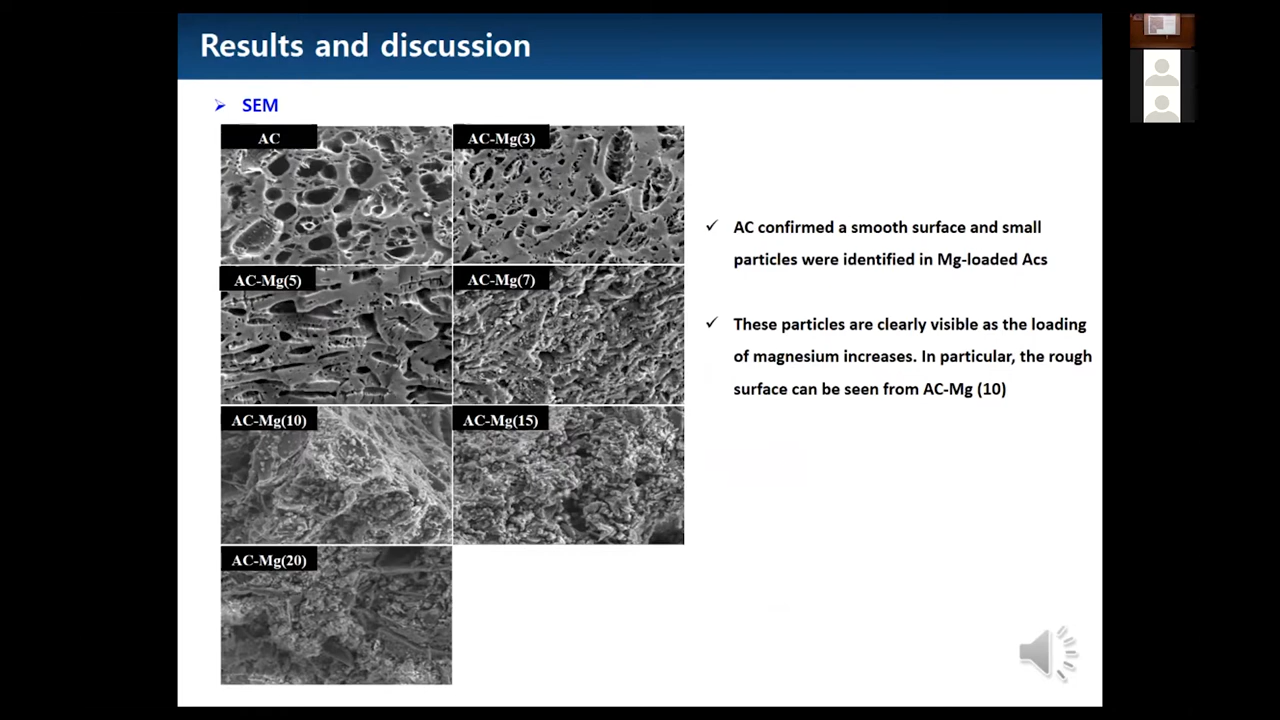 Results and discussion
SEM
AC
AC-Mg(3)
AC-Mg(5)
AC-Mg(7)
AC-Mg(10)
AC-Mg(15)
AC-Mg(20)
AC confirmed a smooth surface and small
particles were identified in Mg-loaded Acs
These particles are clearly visible as the loading
of magnesium increases. In particular, the rough
surface can be seen from AC-Mg (10)